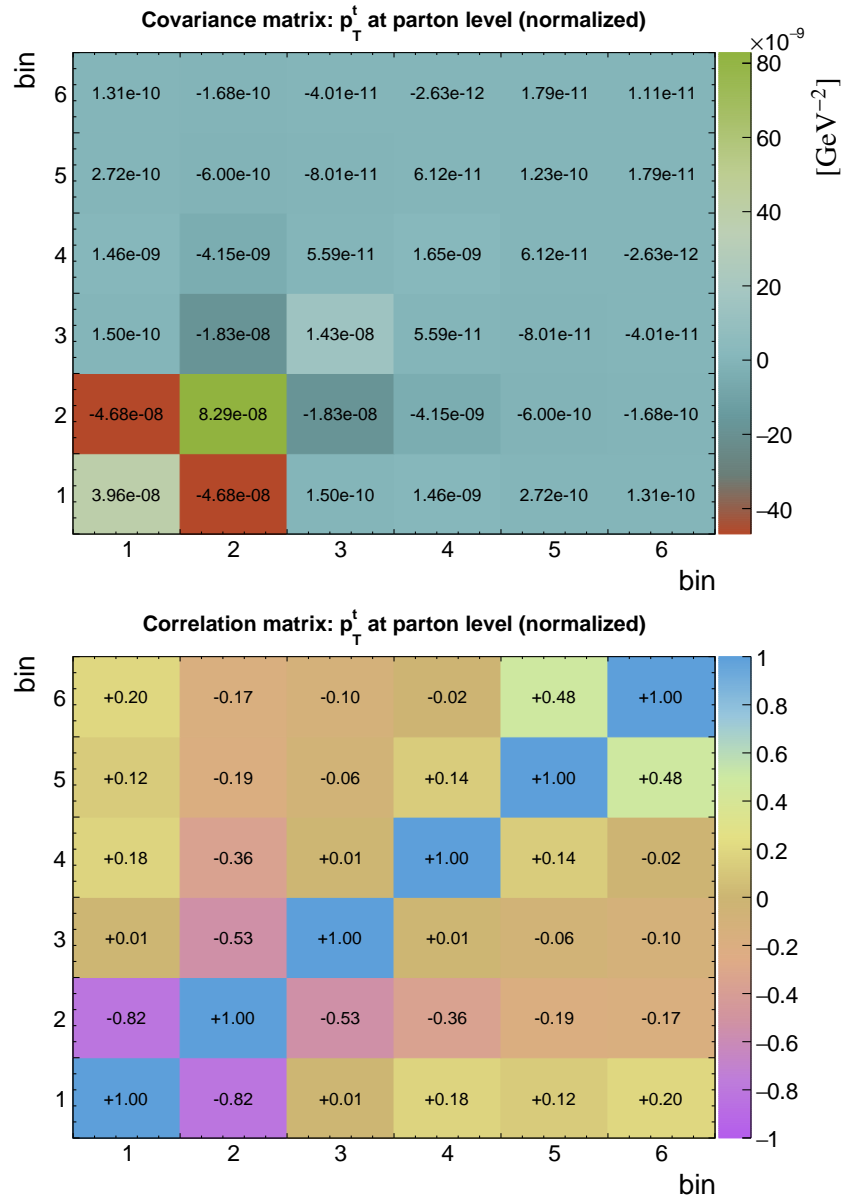 Covariance matrix: p_T^t at parton level (normalized)
×10⁻⁹
bin
[GeV⁻²]
6 1.31e-10 -1.68e-10 -4.01e-11 -2.63e-12 1.79e-11 1.11e-11
5 2.72e-10 -6.00e-10 -8.01e-11 6.12e-11 1.23e-10 1.79e-11
4 1.46e-09 -4.15e-09 5.59e-11 1.65e-09 6.12e-11 -2.63e-12
3 1.50e-10 -1.83e-08 1.43e-08 5.59e-11 -8.01e-11 -4.01e-11
2 -4.68e-08 8.29e-08 -1.83e-08 -4.15e-09 -6.00e-10 -1.68e-10
1 3.96e-08 -4.68e-08 1.50e-10 1.46e-09 2.72e-10 1.31e-10
1 2 3 4 5 6
bin
80
60
40
20
0
−20
−40
Correlation matrix: p_T^t at parton level (normalized)
bin
6 +0.20 -0.17 -0.10 -0.02 +0.48 +1.00
5 +0.12 -0.19 -0.06 +0.14 +1.00 +0.48
4 +0.18 -0.36 +0.01 +1.00 +0.14 -0.02
3 +0.01 -0.53 +1.00 +0.01 -0.06 -0.10
2 -0.82 +1.00 -0.53 -0.36 -0.19 -0.17
1 +1.00 -0.82 +0.01 +0.18 +0.12 +0.20
1 2 3 4 5 6
bin
1
0.8
0.6
0.4
0.2
0
−0.2
−0.4
−0.6
−0.8
−1